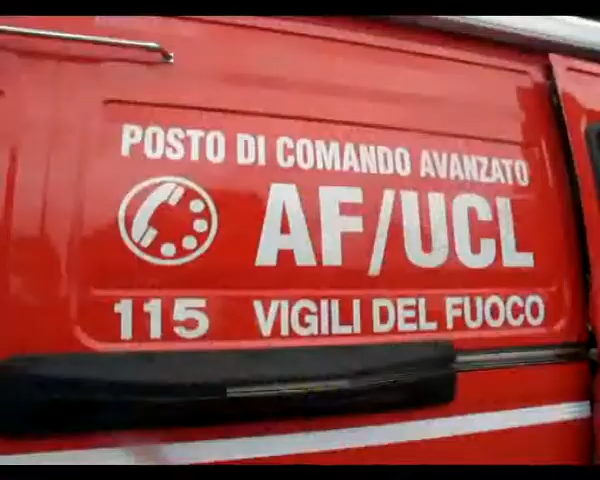 POSTO DI COMANDO AVANZATO
AF/UCL
115 VIGILI DEL FUOCO